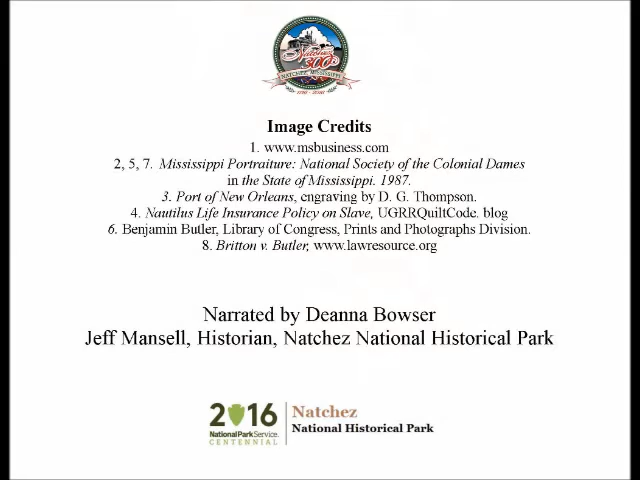 Natchez
300
NATCHEZ, MISSISSIPPI
1716 - 2016
Image Credits
1. www.msbusiness.com
2, 5, 7. Mississippi Portraiture: National Society of the Colonial Dames
in the State of Mississippi. 1987.
3. Port of New Orleans, engraving by D. G. Thompson.
4. Nautilus Life Insurance Policy on Slave, UGRRQuiltCode. blog
6. Benjamin Butler, Library of Congress, Prints and Photographs Division.
8. Britton v. Butler, www.lawresource.org
Narrated by Deanna Bowser
Jeff Mansell, Historian, Natchez National Historical Park
2016
National Park Service
CENTENNIAL
Natchez
National Historical Park